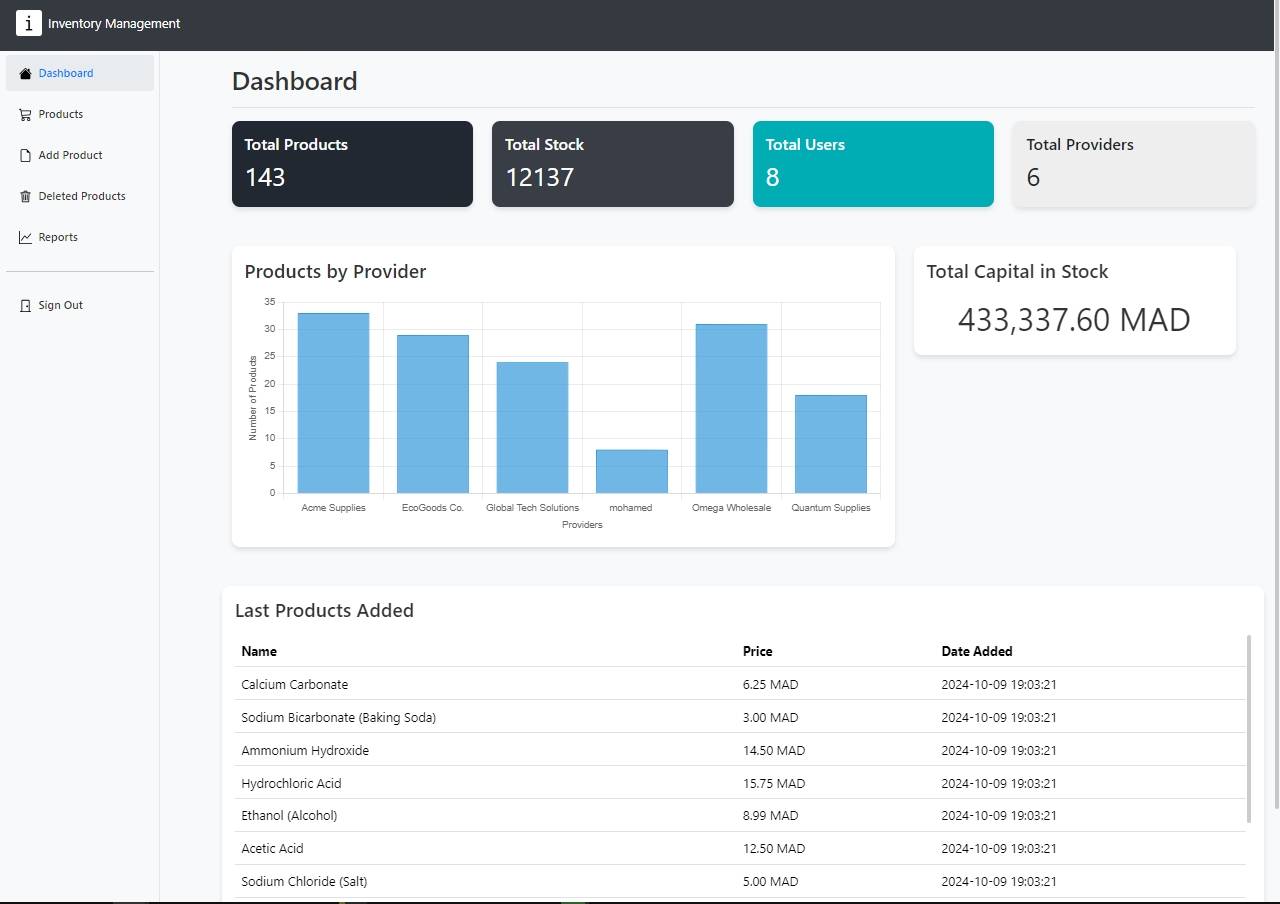 i Inventory Management
Dashboard
Products
Add Product
Deleted Products
Reports
Sign Out
Dashboard
Total Products
143
Total Stock
12137
Total Users
8
Total Providers
6
Products by Provider
35
30
25
20
15
10
5
0
Number of Products
Acme Supplies EcoGoods Co. Global Tech Solutions mohamed Omega Wholesale Quantum Supplies
Providers
Total Capital in Stock
433,337.60 MAD
Last Products Added
Name Price Date Added
Calcium Carbonate 6.25 MAD 2024-10-09 19:03:21
Sodium Bicarbonate (Baking Soda) 3.00 MAD 2024-10-09 19:03:21
Ammonium Hydroxide 14.50 MAD 2024-10-09 19:03:21
Hydrochloric Acid 15.75 MAD 2024-10-09 19:03:21
Ethanol (Alcohol) 8.99 MAD 2024-10-09 19:03:21
Acetic Acid 12.50 MAD 2024-10-09 19:03:21
Sodium Chloride (Salt) 5.00 MAD 2024-10-09 19:03:21